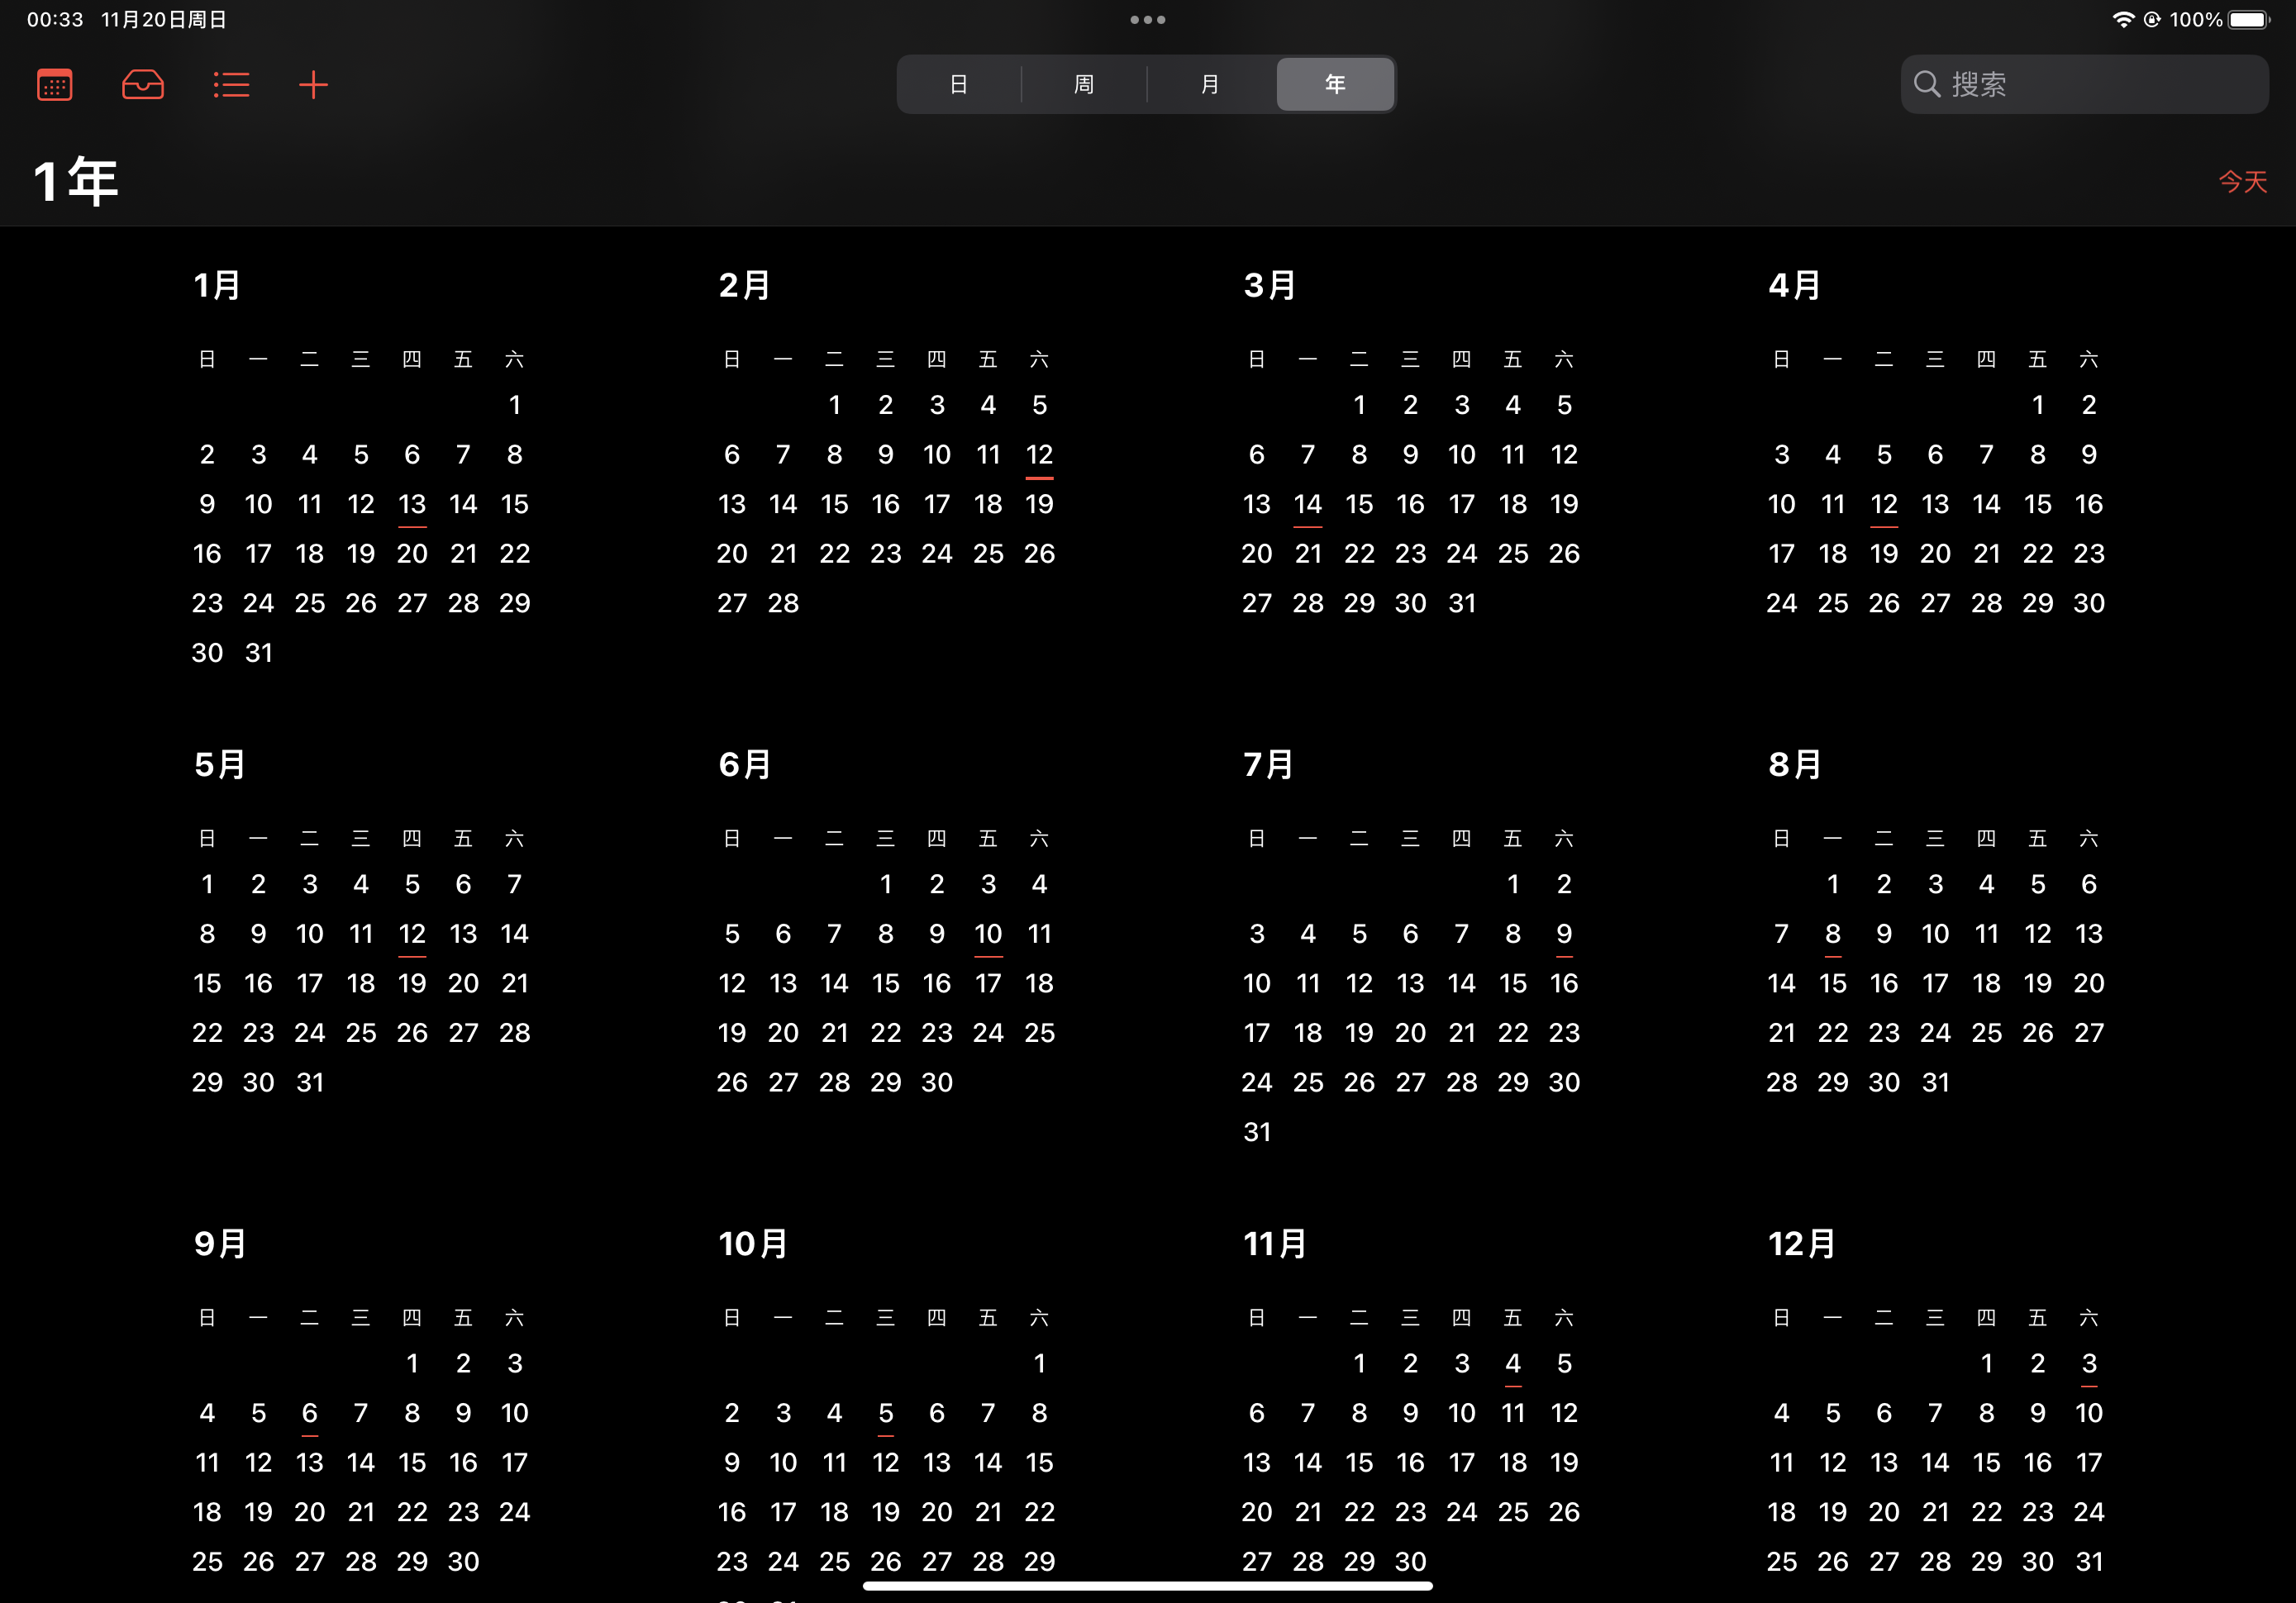 00:33 11月20日周日 100%
日 周 月 年 搜索
1年 今天
1月 2月 3月 4月
日 一 二 三 四 五 六 日 一 二 三 四 五 六 日 一 二 三 四 五 六 日 一 二 三 四 五 六
1 1 2 3 4 5 1 2 3 4 5 1 2
2 3 4 5 6 7 8 6 7 8 9 10 11 12 6 7 8 9 10 11 12 3 4 5 6 7 8 9
9 10 11 12 13 14 15 13 14 15 16 17 18 19 13 14 15 16 17 18 19 10 11 12 13 14 15 16
16 17 18 19 20 21 22 20 21 22 23 24 25 26 20 21 22 23 24 25 26 17 18 19 20 21 22 23
23 24 25 26 27 28 29 27 28 27 28 29 30 31 24 25 26 27 28 29 30
30 31
5月 6月 7月 8月
日 一 二 三 四 五 六 日 一 二 三 四 五 六 日 一 二 三 四 五 六 日 一 二 三 四 五 六
1 2 3 4 5 6 7 1 2 3 4 1 2 1 2 3 4 5 6
8 9 10 11 12 13 14 5 6 7 8 9 10 11 3 4 5 6 7 8 9 7 8 9 10 11 12 13
15 16 17 18 19 20 21 12 13 14 15 16 17 18 10 11 12 13 14 15 16 14 15 16 17 18 19 20
22 23 24 25 26 27 28 19 20 21 22 23 24 25 17 18 19 20 21 22 23 21 22 23 24 25 26 27
29 30 31 26 27 28 29 30 24 25 26 27 28 29 30 28 29 30 31
31
9月 10月 11月 12月
日 一 二 三 四 五 六 日 一 二 三 四 五 六 日 一 二 三 四 五 六 日 一 二 三 四 五 六
1 2 3 1 1 2 3 4 5 1 2 3
4 5 6 7 8 9 10 2 3 4 5 6 7 8 6 7 8 9 10 11 12 4 5 6 7 8 9 10
11 12 13 14 15 16 17 9 10 11 12 13 14 15 13 14 15 16 17 18 19 11 12 13 14 15 16 17
18 19 20 21 22 23 24 16 17 18 19 20 21 22 20 21 22 23 24 25 26 18 19 20 21 22 23 24
25 26 27 28 29 30 23 24 25 26 27 28 29 27 28 29 30 25 26 27 28 29 30 31